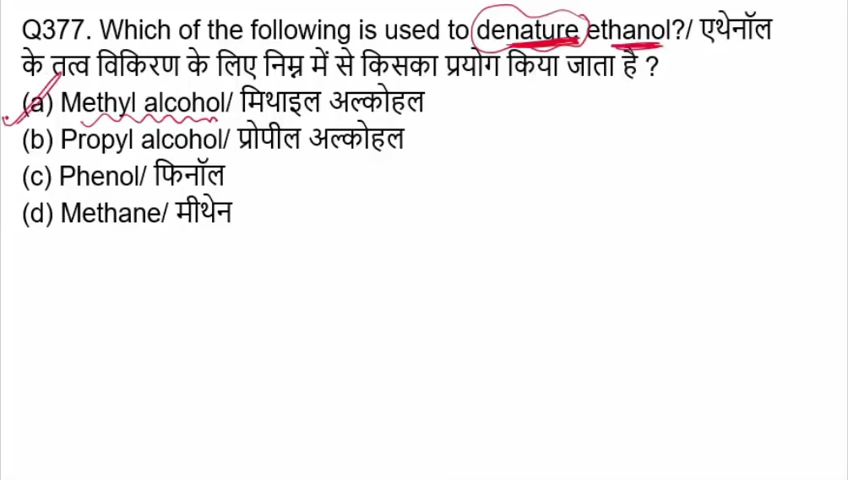 Q377. Which of the following is used to denature ethanol?/ एथेनॉल
के तत्व विकिरण के लिए निम्न में से किसका प्रयोग किया जाता है ?
(a) Methyl alcohol/ मिथाइल अल्कोहल
(b) Propyl alcohol/ प्रोपील अल्कोहल
(c) Phenol/ फिनॉल
(d) Methane/ मीथेन